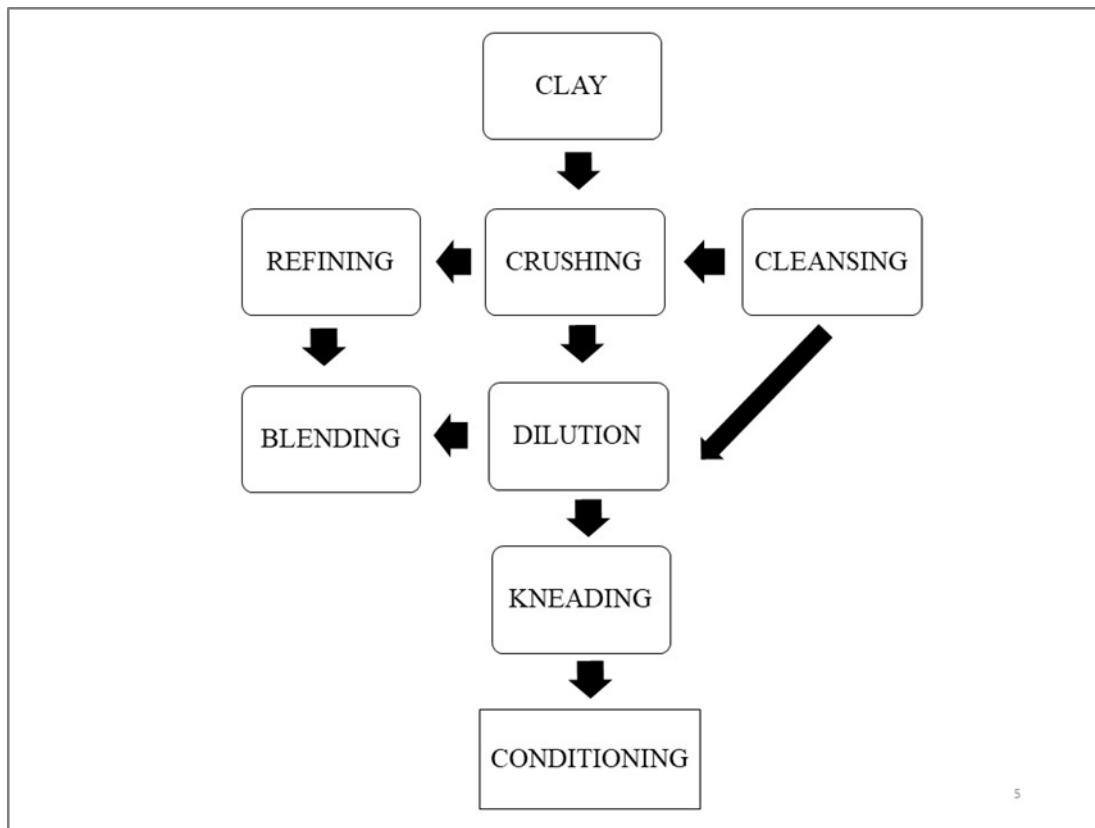 CLAY
REFINING
CRUSHING
CLEANSING
BLENDING
DILUTION
KNEADING
CONDITIONING
5